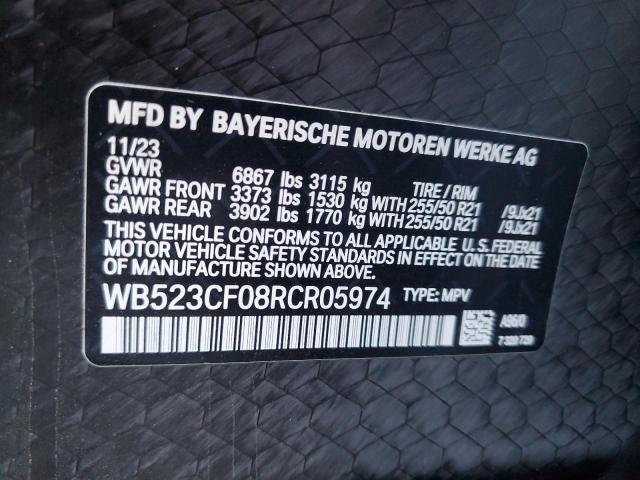 MFD BY BAYERISCHE MOTOREN WERKE AG
11/23
GVWR 6867 lbs 3115 kg TIRE / RIM
GAWR FRONT 3373 lbs 1530 kg WITH 255/50 R21 /9Jx21
GAWR REAR 3902 lbs 1770 kg WITH 255/50 R21 /9Jx21
THIS VEHICLE CONFORMS TO ALL APPLICABLE U.S. FEDERAL
MOTOR VEHICLE SAFETY STANDARDS IN EFFECT ON THE DATE
OF MANUFACTURE SHOWN ABOVE.
WB523CF08RCR05974 TYPE: MPV